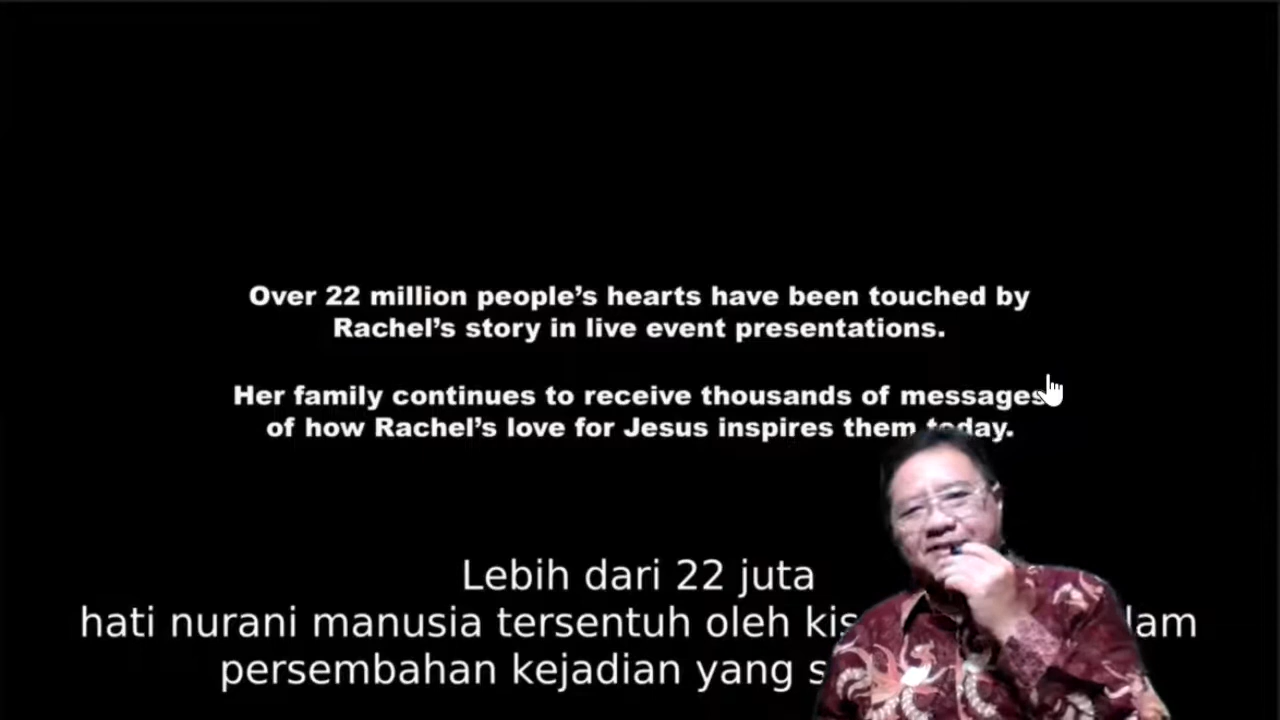 Over 22 million people’s hearts have been touched by
Rachel’s story in live event presentations.
Her family continues to receive thousands of messages
of how Rachel’s love for Jesus inspires them today.
Lebih dari 22 juta
hati nurani manusia tersentuh oleh
persembahan kejadian yang